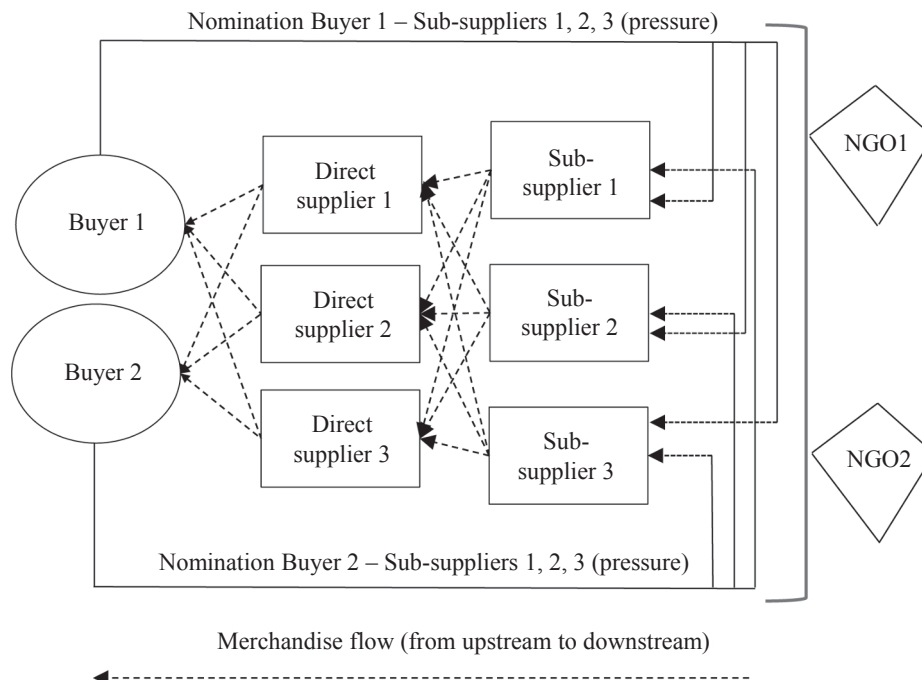 Nomination Buyer 1 – Sub-suppliers 1, 2, 3 (pressure)
NGO1
Direct
supplier 1
Sub-
supplier 1
Buyer 1
Direct
supplier 2
Sub-
supplier 2
Buyer 2
Direct
supplier 3
Sub-
supplier 3
NGO2
Nomination Buyer 2 – Sub-suppliers 1, 2, 3 (pressure)
Merchandise flow (from upstream to downstream)